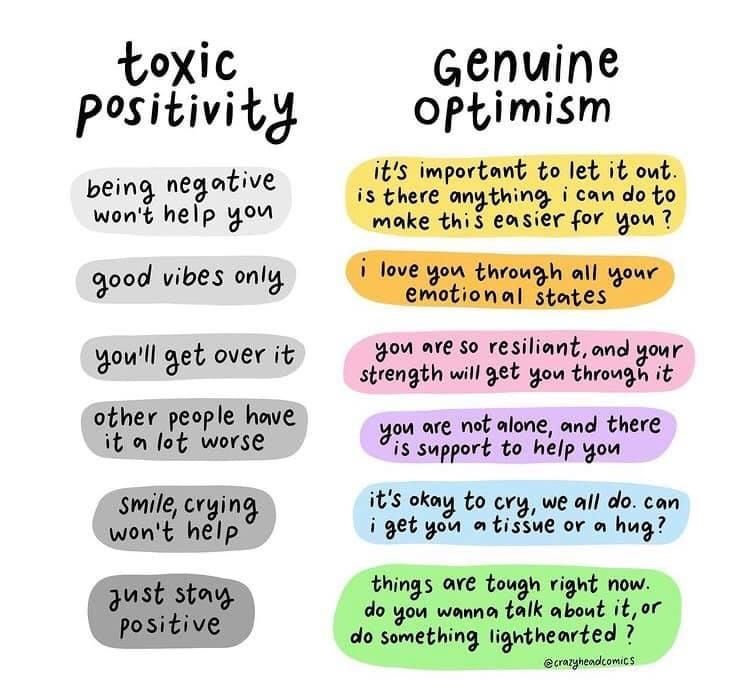 toxic
positivity
Genuine
optimism
being negative
won't help you
it's important to let it out.
is there anything i can do to
make this easier for you?
good vibes only
i love you through all your
emotional states
you'll get over it
you are so resiliant, and your
strength will get you through it
other people have
it a lot worse
you are not alone, and there
is support to help you
smile, crying
won't help
it's okay to cry, we all do. can
i get you a tissue or a hug?
just stay
positive
things are tough right now.
do you wanna talk about it, or
do something lighthearted?
@crazyheadcomics